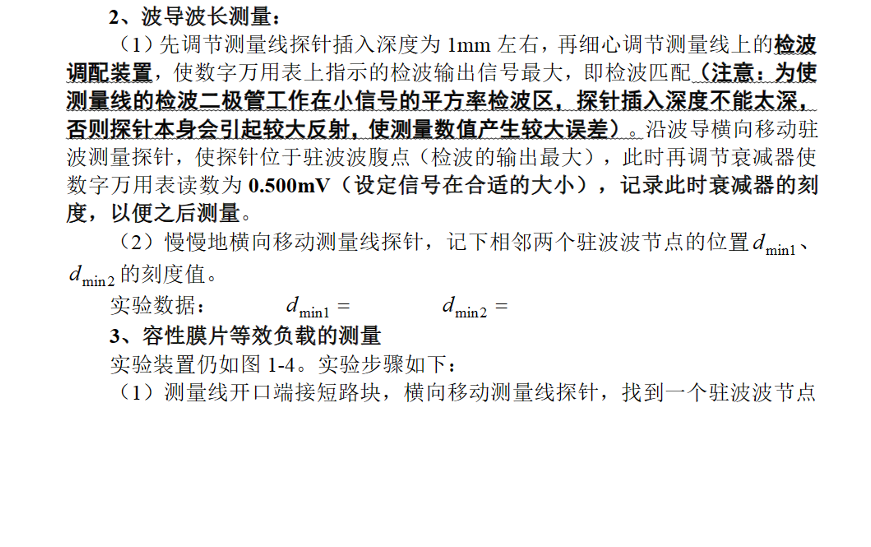 2、波导波长测量：
（1）先调节测量线探针插入深度为 1mm 左右，再细心调节测量线上的检波
调配装置，使数字万用表上指示的检波输出信号最大，即检波匹配（注意：为使
测量线的检波二极管工作在小信号的平方率检波区，探针插入深度不能太深，
否则探针本身会引起较大反射，使测量数值产生较大误差）。沿波导横向移动驻
波测量探针，使探针位于驻波波腹点（检波的输出最大），此时再调节衰减器使
数字万用表读数为 0.500mV（设定信号在合适的大小），记录此时衰减器的刻
度，以便之后测量。
（2）慢慢地横向移动测量线探针，记下相邻两个驻波波节点的位置 d min1、
d min2 的刻度值。
实验数据： d min1 = d min2 =
3、容性膜片等效负载的测量
实验装置仍如图 1-4。实验步骤如下：
（1）测量线开口端接短路块，横向移动测量线探针，找到一个驻波波节点